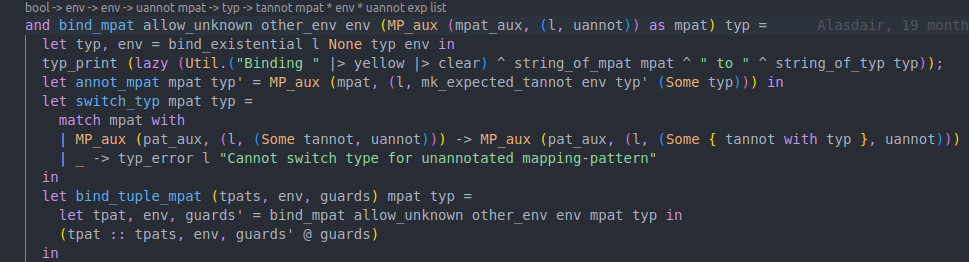 bool -> env -> env -> uannot mpat -> typ -> tannot mpat * env * uannot exp list
and bind_mpat allow_unknown other_env env (MP_aux (mpat_aux, (l, uannot)) as mpat) typ =     Alasdair, 19 month
  let typ, env = bind_existential l None typ env in
  typ_print (lazy (Util.("Binding " |> yellow |> clear) ^ string_of_mpat mpat ^ " to " ^ string_of_typ typ));
  let annot_mpat mpat typ' = MP_aux (mpat, (l, mk_expected_tannot env typ' (Some typ))) in
  let switch_typ mpat typ =
    match mpat with
    | MP_aux (pat_aux, (l, (Some tannot, uannot))) -> MP_aux (pat_aux, (l, (Some { tannot with typ }, uannot)))
    | _ -> typ_error l "Cannot switch type for unannotated mapping-pattern"
  in
  let bind_tuple_mpat (tpats, env, guards) mpat typ =
    let tpat, env, guards' = bind_mpat allow_unknown other_env env mpat typ in
    (tpat :: tpats, env, guards' @ guards)
  in